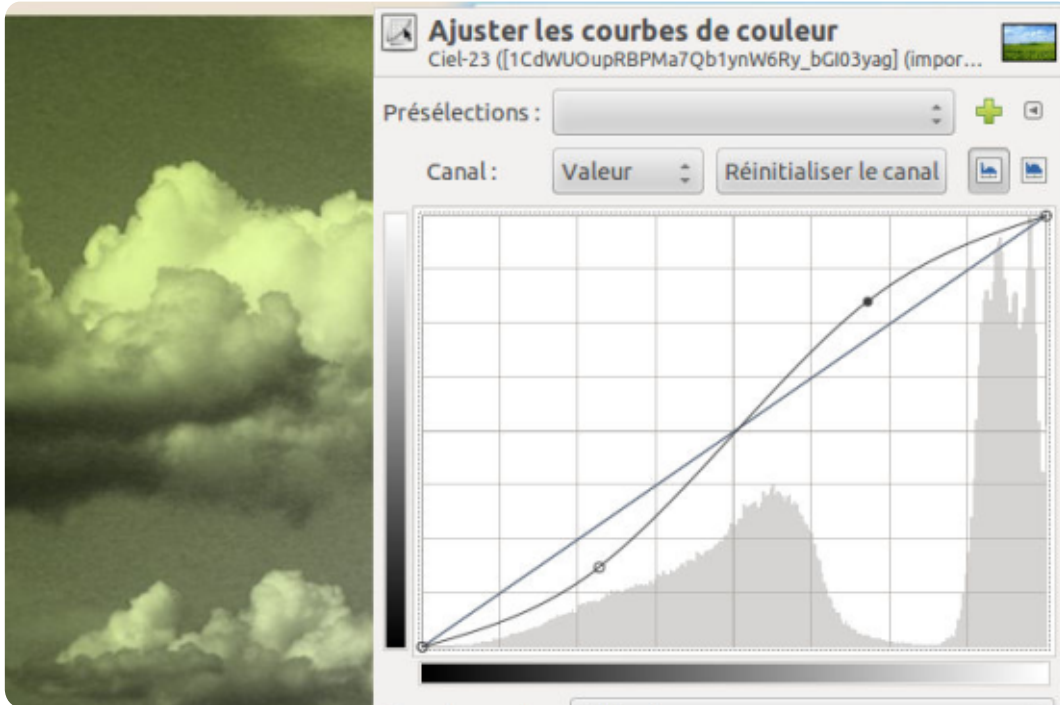 Ajuster les courbes de couleur
Ciel-23 ([1CdWUOupRBPMa7Qb1ynW6Ry_bGI03yag] (impor...
Présélections :
Canal : Valeur Réinitialiser le canal